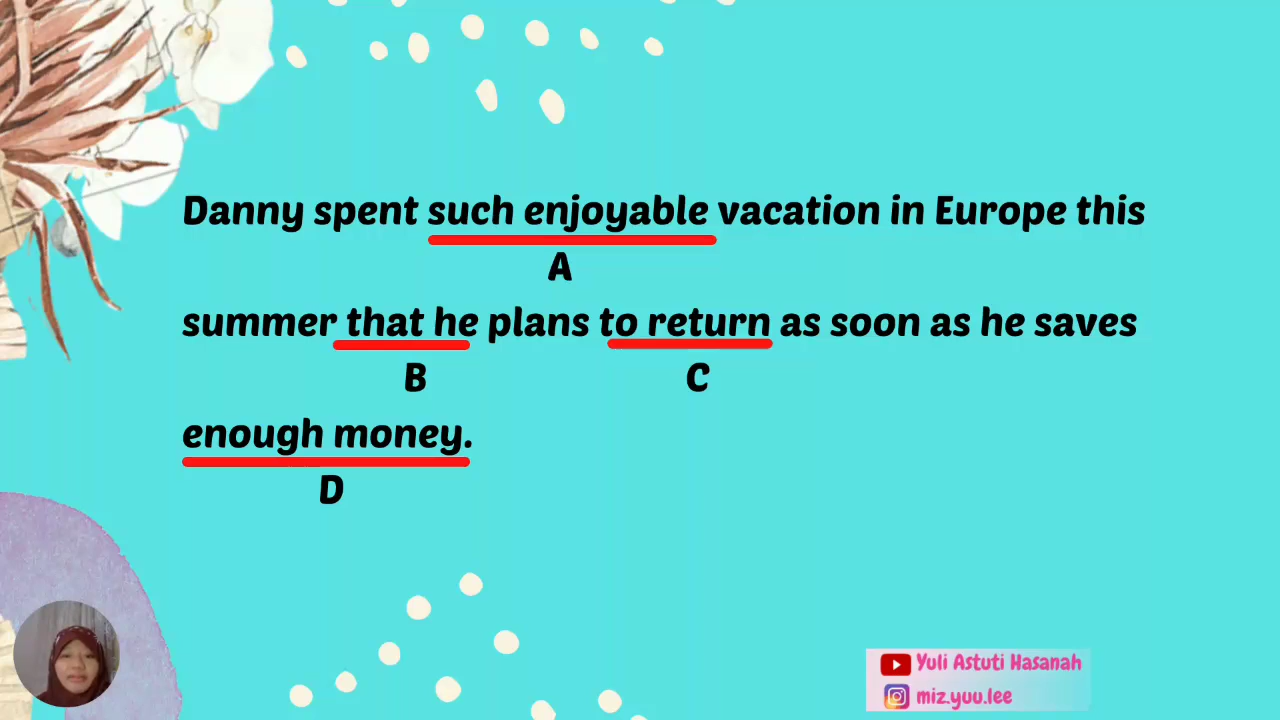 Danny spent such enjoyable vacation in Europe this
A
summer that he plans to return as soon as he saves
B C
enough money.
D
Yuli Astuti Hasanah
miz.yuu.lee